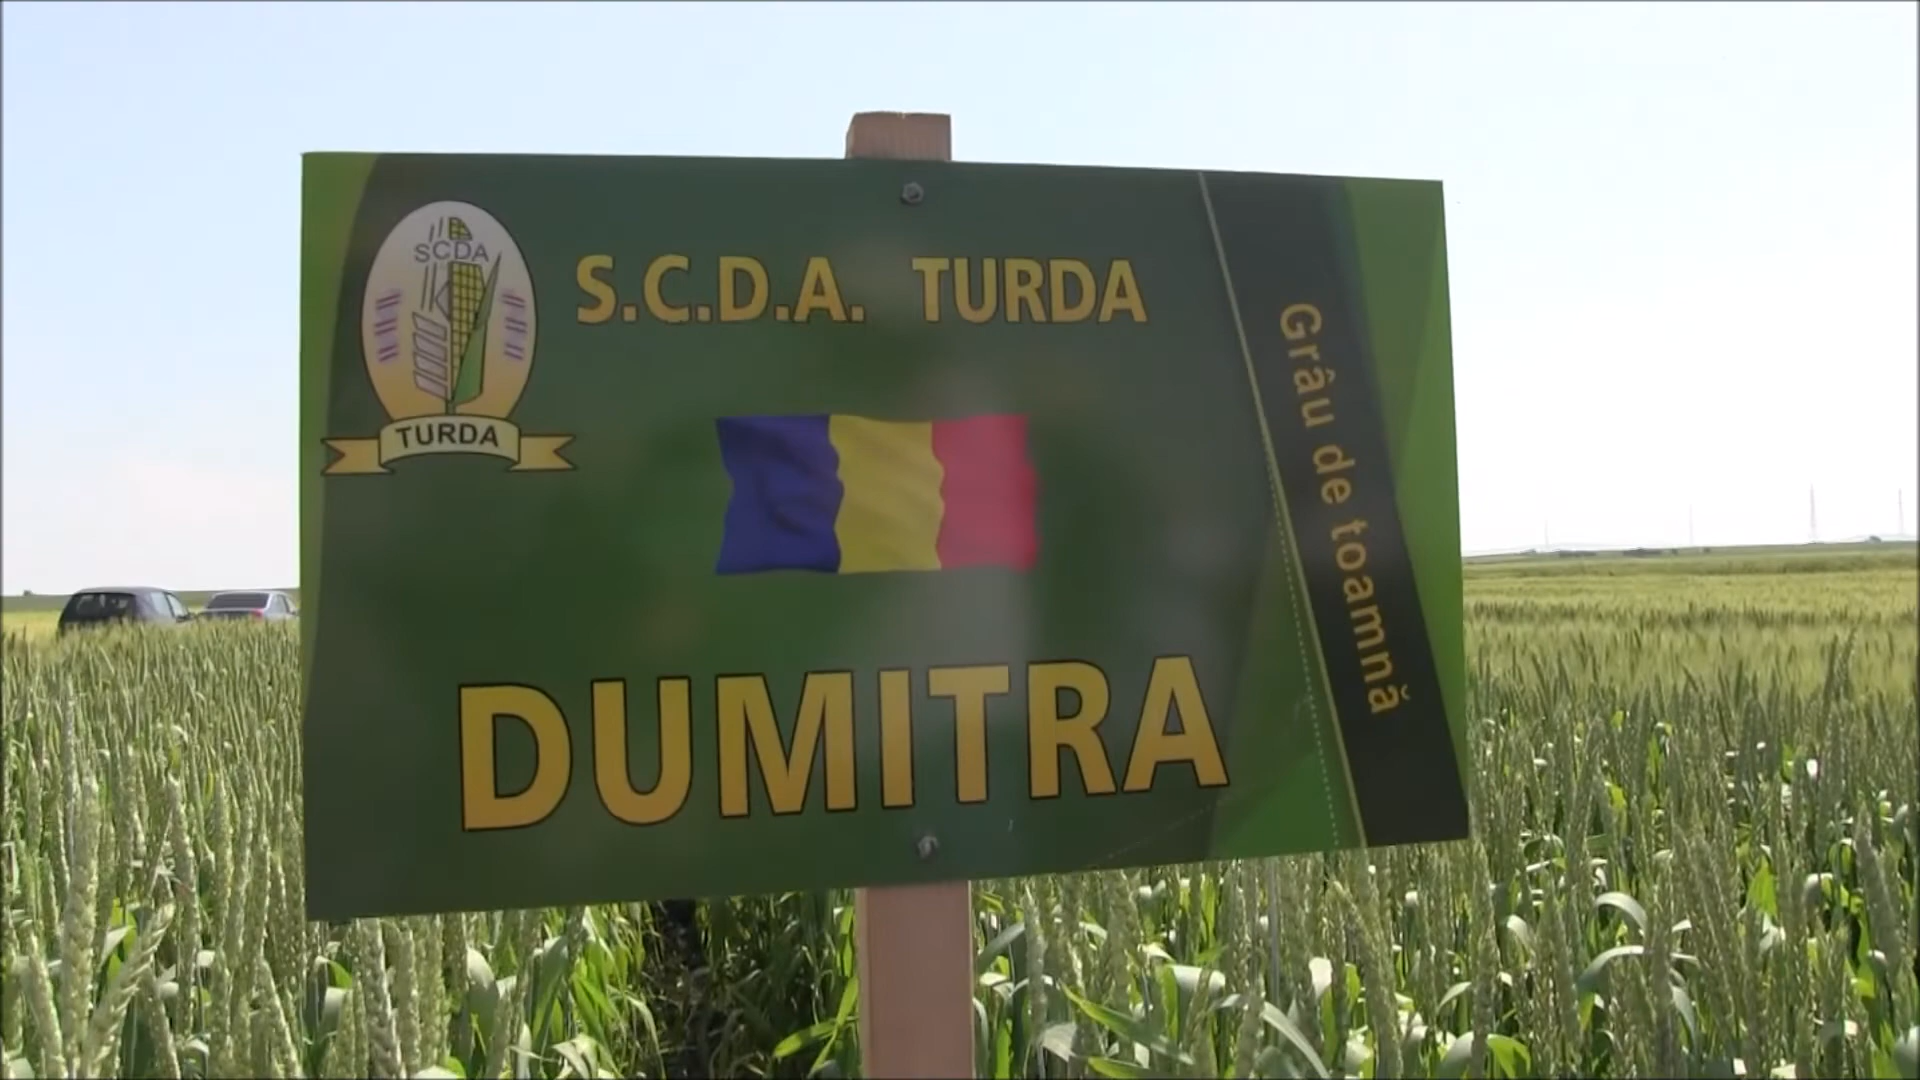 SCDA
TURDA
S.C.D.A. TURDA
DUMITRA
Grâu de toamnă